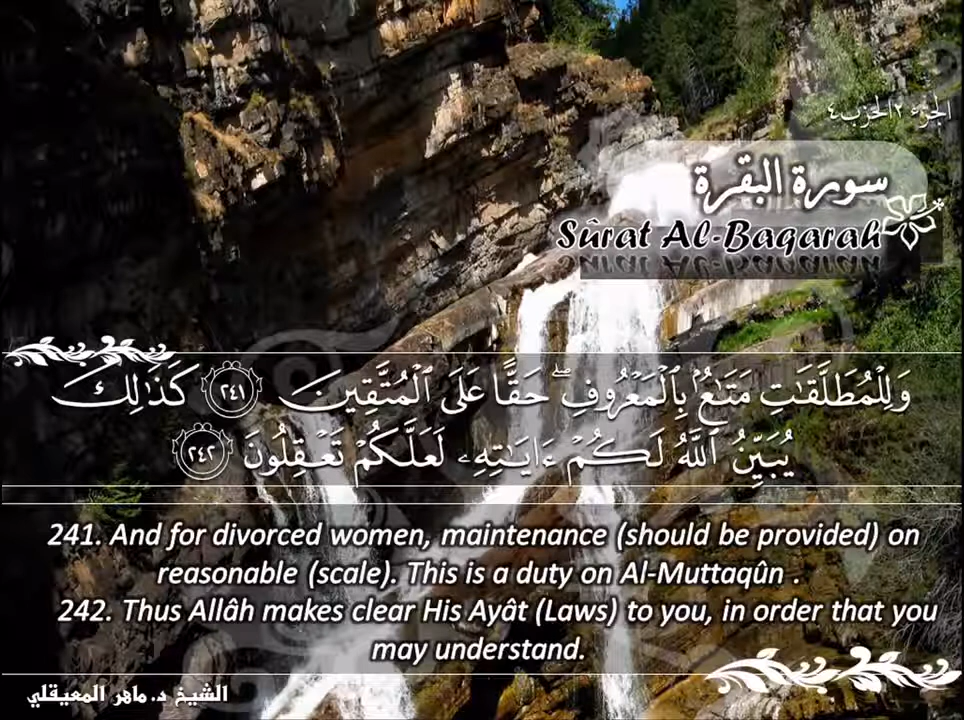 الجزء ٢ الحزب ٤
سورة البقرة
Sûrat Al-Baqarah
وَلِلْمُطَلَّقَـٰتِ مَتَـٰعٌۢ بِٱلْمَعْرُوفِ ۖ حَقًّا عَلَى ٱلْمُتَّقِينَ ٢٤١ كَذَٰلِكَ
يُبَيِّنُ ٱللَّهُ لَكُمْ ءَايَـٰتِهِۦ لَعَلَّكُمْ تَعْقِلُونَ ٢٤٢
241. And for divorced women, maintenance (should be provided) on
reasonable (scale). This is a duty on Al-Muttaqûn .
242. Thus Allâh makes clear His Ayât (Laws) to you, in order that you
may understand.
الشيخ د. ماهر المعيقلي